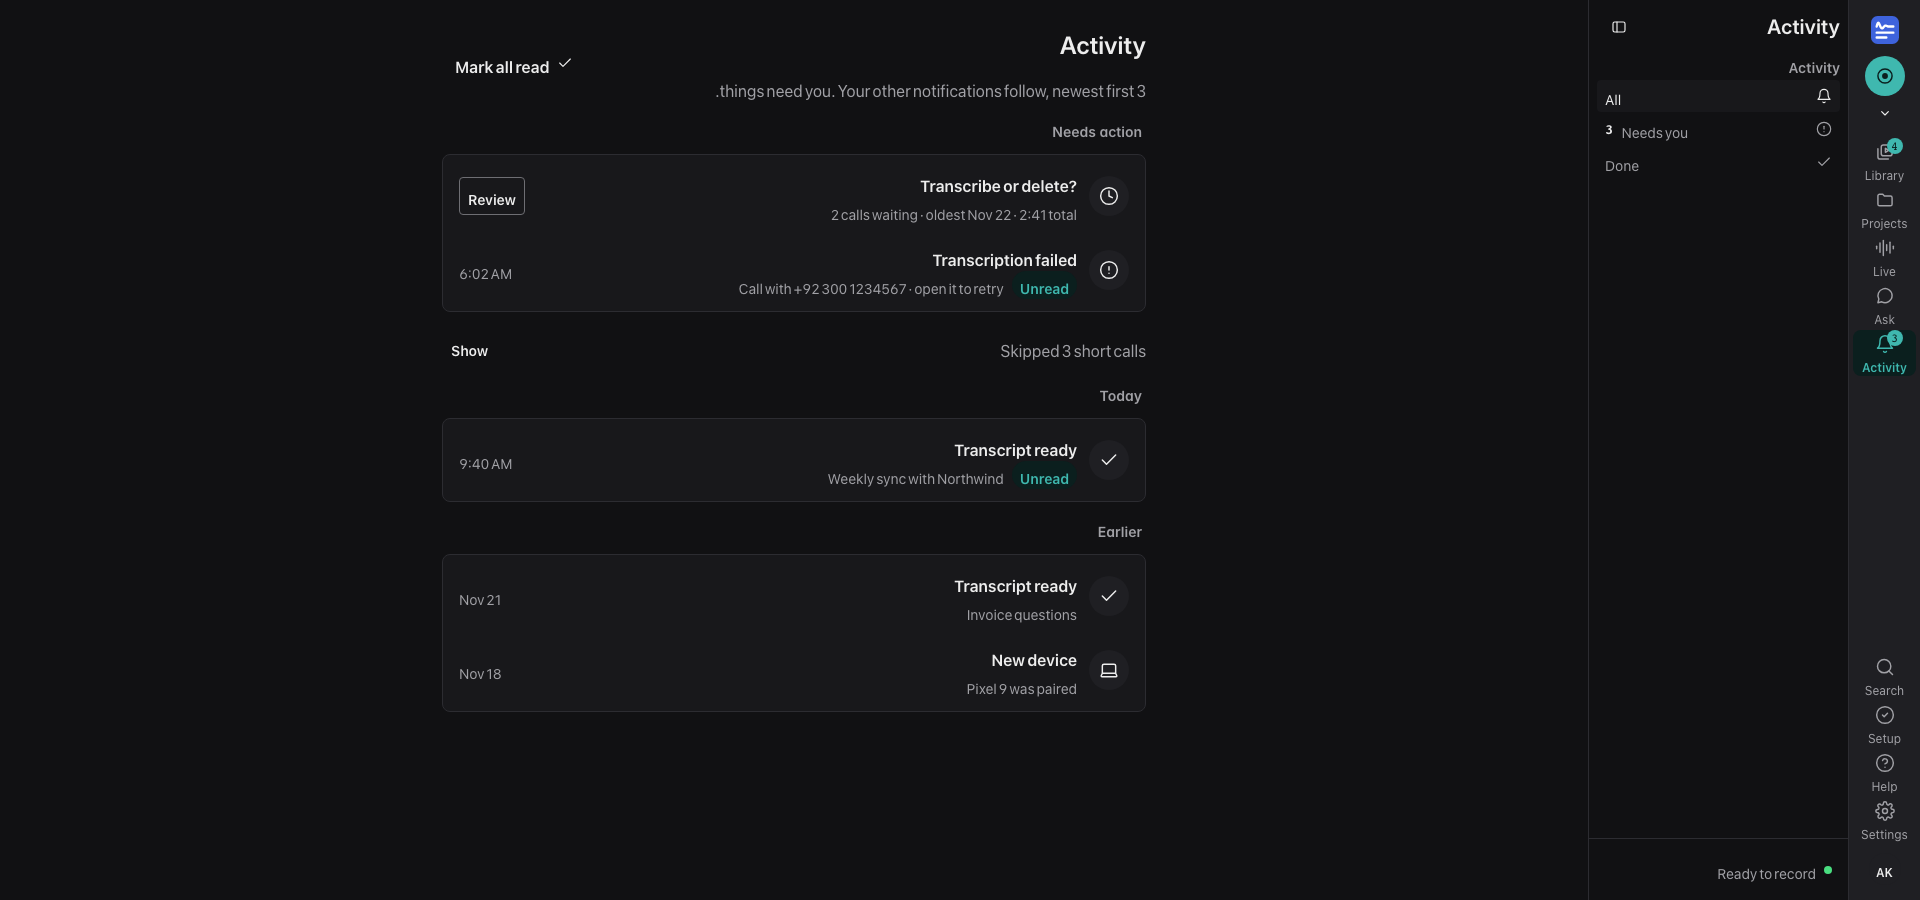 Activity
Mark all read
.things need you. Your other notifications follow, newest first 3
Needs action
Transcribe or delete?
2 calls waiting · oldest Nov 22 · 2:41 total
Review
Transcription failed
Call with +92 300 1234567 · open it to retry
Unread
6:02 AM
Skipped 3 short calls
Show
Today
Transcript ready
Weekly sync with Northwind
Unread
9:40 AM
Earlier
Transcript ready
Invoice questions
Nov 21
New device
Pixel 9 was paired
Nov 18
Activity
Activity
All
3 Needs you
Done
Ready to record
4
Library
Projects
Live
Ask
3
Activity
Search
Setup
Help
Settings
AK